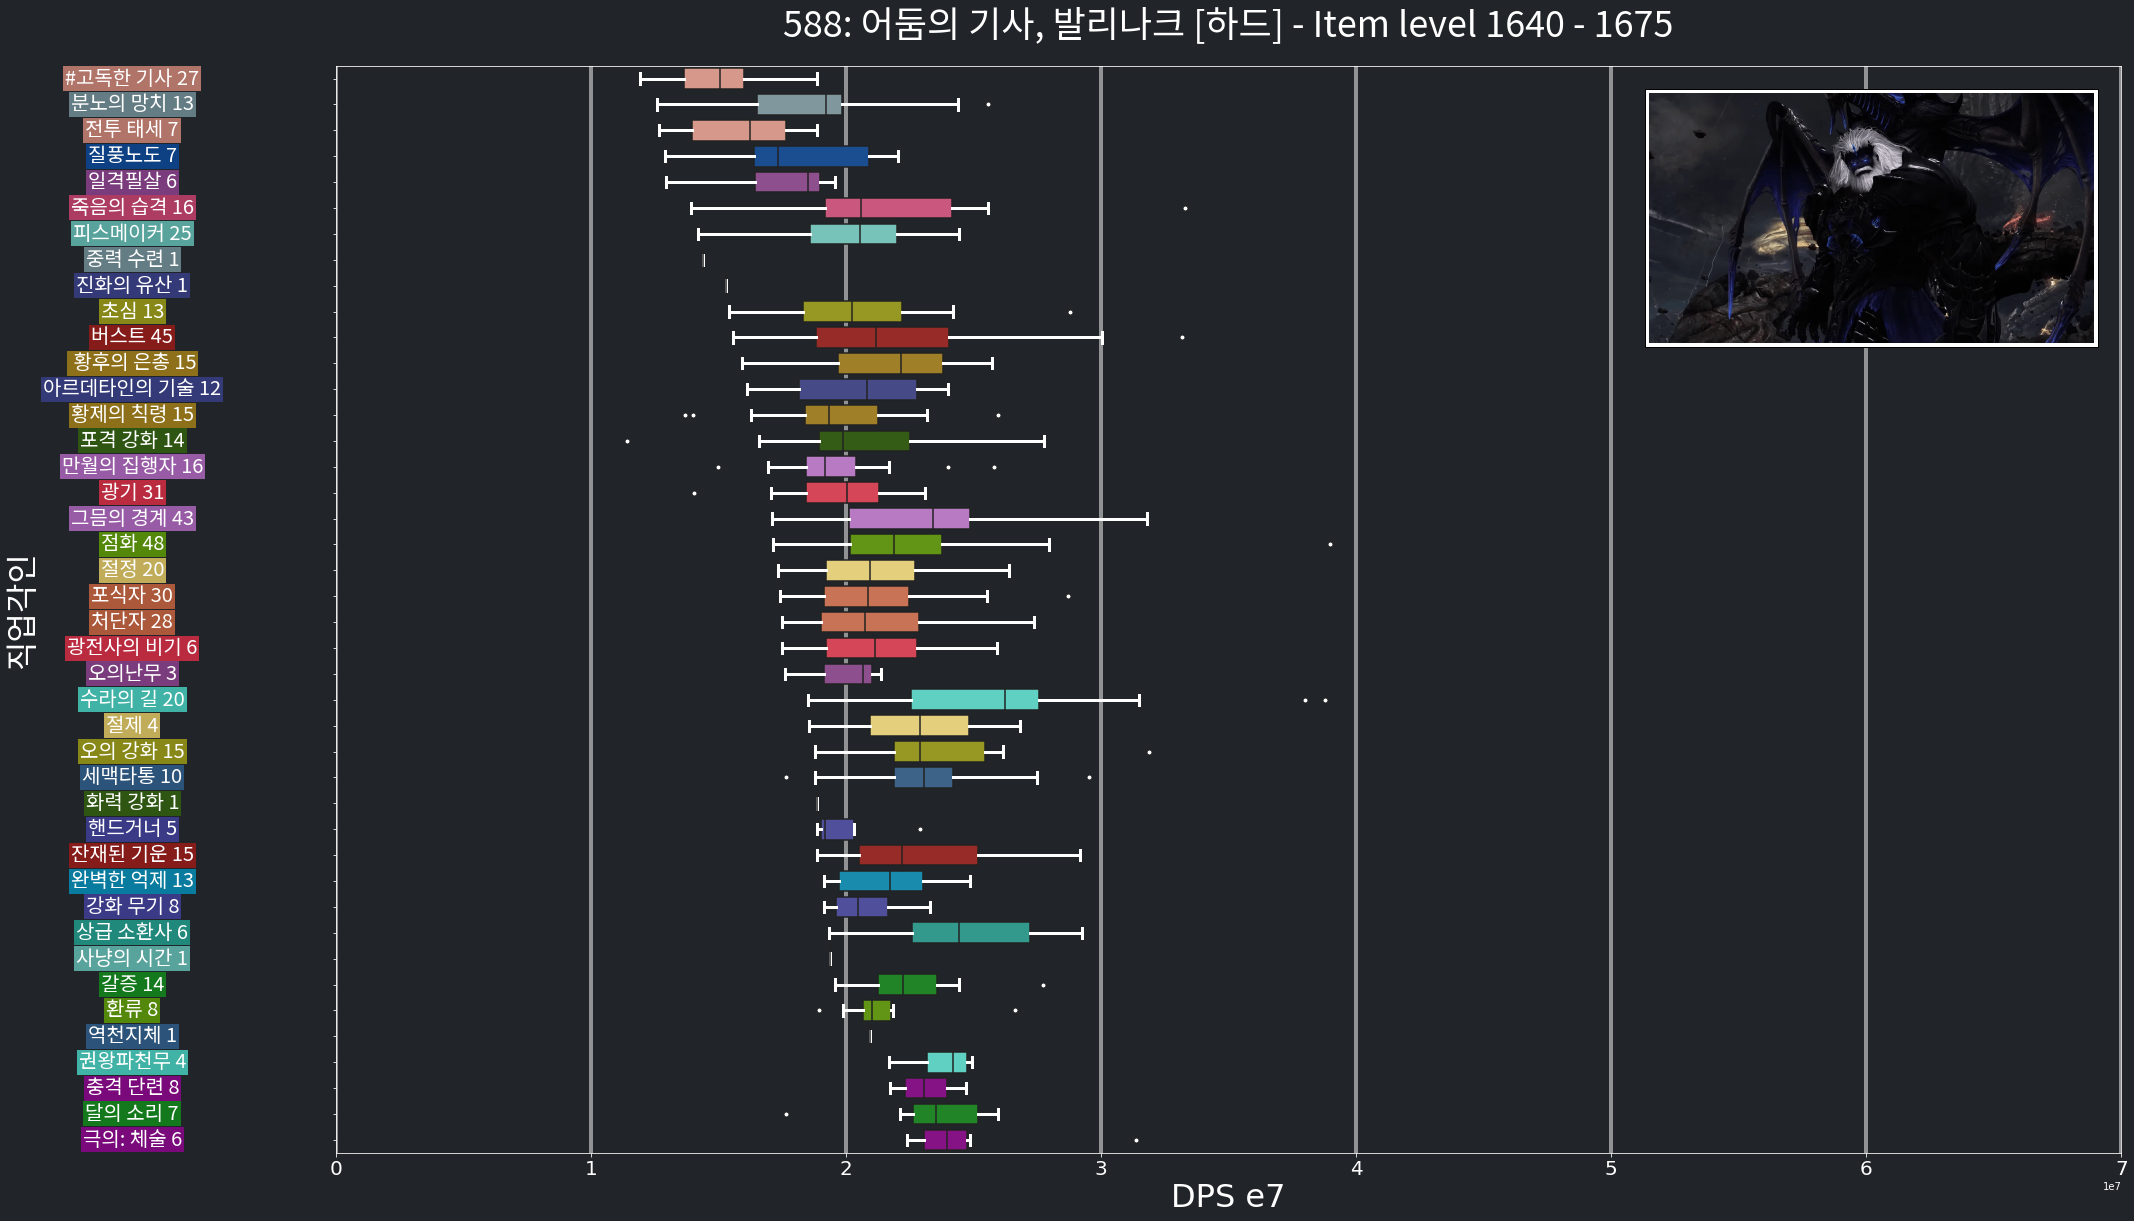 588: 어둠의 기사, 발리나크 [하드] - Item level 1640 - 1675
직업각인
#고독한 기사 27
분노의 망치 13
전투 태세 7
질풍노도 7
일격필살 6
죽음의 습격 16
피스메이커 25
중력 수련 1
진화의 유산 1
초심 13
버스트 45
황후의 은총 15
아르데타인의 기술 12
황제의 칙령 15
포격 강화 14
만월의 집행자 16
광기 31
그믐의 경계 43
점화 48
절정 20
포식자 30
처단자 28
광전사의 비기 6
오의난무 3
수라의 길 20
절제 4
오의 강화 15
세맥타통 10
화력 강화 1
핸드거너 5
잔재된 기운 15
완벽한 억제 13
강화 무기 8
상급 소환사 6
사냥의 시간 1
갈증 14
환류 8
역천지체 1
권왕파천무 4
충격 단련 8
달의 소리 7
극의: 체술 6
0 1 2 3 4 5 6 7
1e7
DPS e7